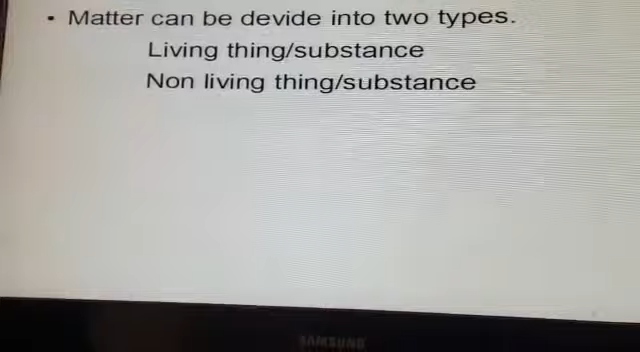 • Matter can be devide into two types.
Living thing/substance
Non living thing/substance
SAMSUNG